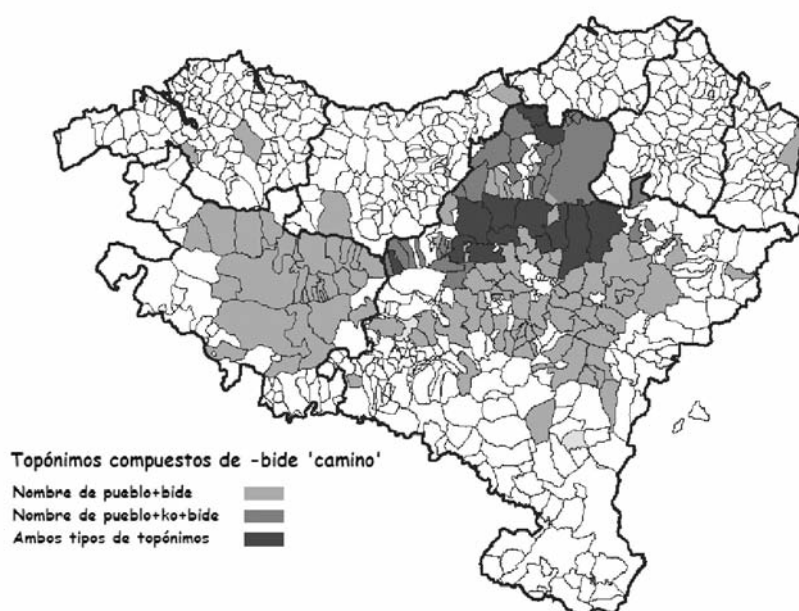 Topónimos compuestos de -bide 'camino'
Nombre de pueblo+bide
Nombre de pueblo+ko+bide
Ambos tipos de topónimos